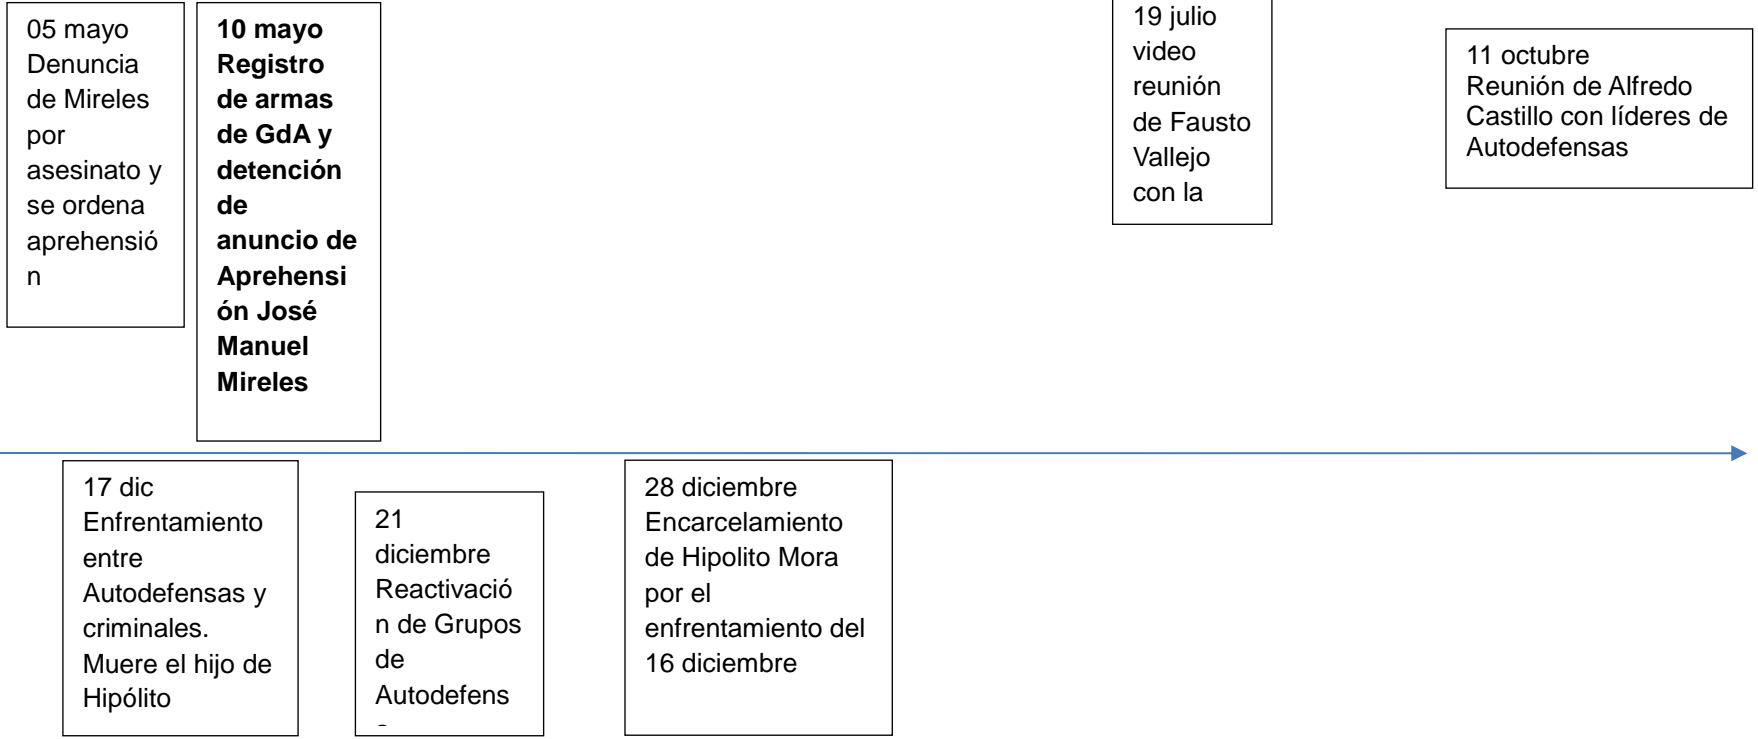 05 mayo
Denuncia
de Mireles
por
asesinato y
se ordena
aprehensió
n
10 mayo
Registro
de armas
de GdA y
detención
de
anuncio de
Aprehensi
ón José
Manuel
Mireles
19 julio
video
reunión
de Fausto
Vallejo
con la
11 octubre
Reunión de Alfredo
Castillo con líderes de
Autodefensas
17 dic
Enfrentamiento
entre
Autodefensas y
criminales.
Muere el hijo de
Hipólito
21
diciembre
Reactivació
n de Grupos
de
Autodefens
28 diciembre
Encarcelamiento
de Hipolito Mora
por el
enfrentamiento del
16 diciembre